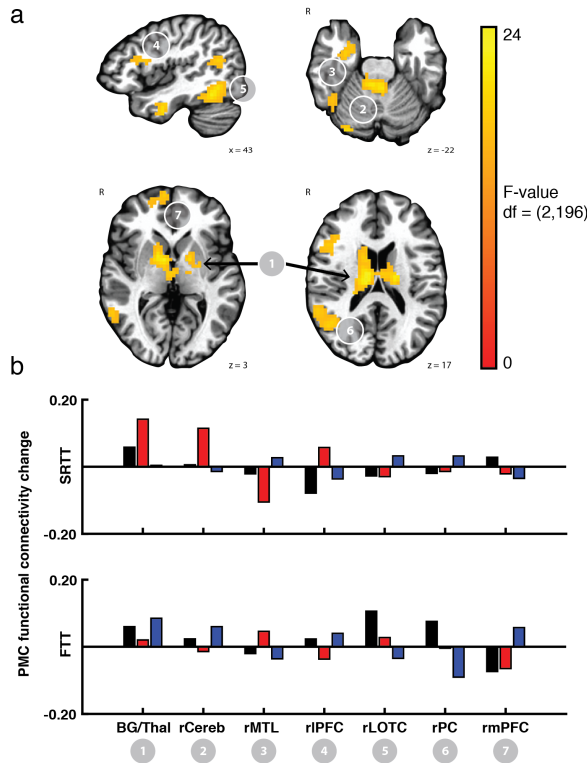 a
4
5
x = 43
R
3
2
z = -22
24
F-value
df = (2,196)
0
R
7
1
z = 3
R
6
z = 17
b
PMC functional connectivity change
SRTT
0.20
-0.20
FTT
0.20
-0.20
BG/Thal rCereb rMTL rlPFC rLOTC rPC rmPFC
1 2 3 4 5 6 7